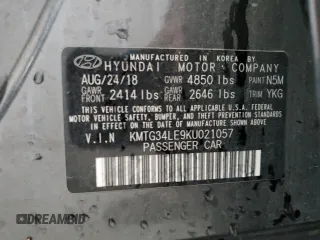 MANUFACTURED IN KOREA BY
HYUNDAI MOTOR COMPANY
AUG/24/18 GVWR 4850 lbs PAINT N5M
GAWR FRONT 2414 lbs GAWR REAR 2646 lbs TRIM YKG
THIS VEHICLE CONFORMS TO ALL APPLICABLE
U.S. FEDERAL MOTOR VEHICLE SAFETY, BUMPER,
AND THEFT PREVENTION STANDARDS IN EFFECT
ON THE DATE OF MANUFACTURE SHOWN ABOVE.
V.I.N KMTG34LE9KU021057
PASSENGER CAR
DREAMBID.COM